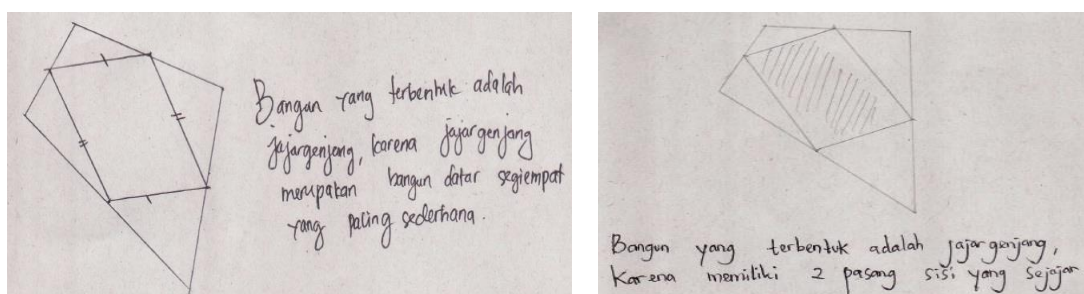 Bangun yang terbentuk adalah
jajargenjang, karena jajargenjang
merupakan bangun datar segiempat
yang paling sederhana.
Bangun yang terbentuk adalah jajargenjang,
Karena memiliki 2 pasang sisi yang sejajar